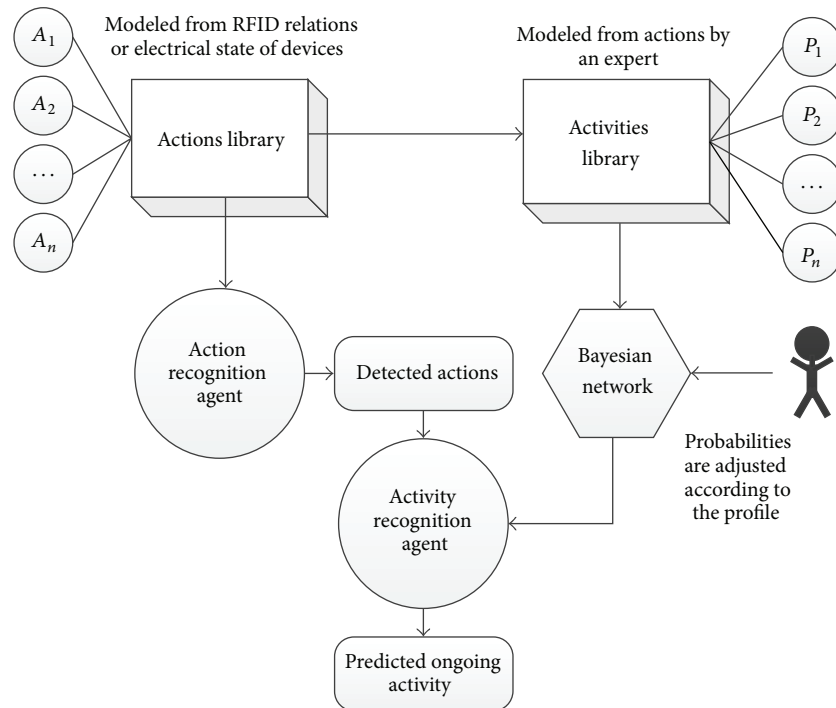 Modeled from RFID relations
or electrical state of devices
A1
A2
...
An
Actions library
Modeled from actions by
an expert
Activities
library
P1
P2
...
Pn
Action
recognition
agent
Detected actions
Bayesian
network
Probabilities
are adjusted
according to
the profile
Activity
recognition
agent
Predicted ongoing
activity